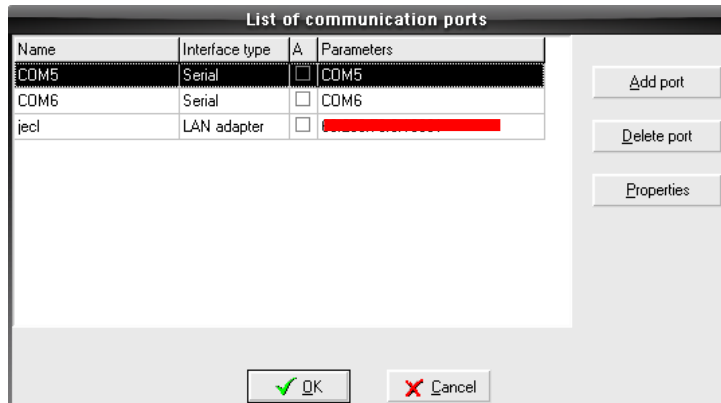 List of communication ports
Name Interface type A Parameters
COM5 Serial COM5
COM6 Serial COM6
jecl LAN adapter
Add port
Delete port
Properties
OK Cancel